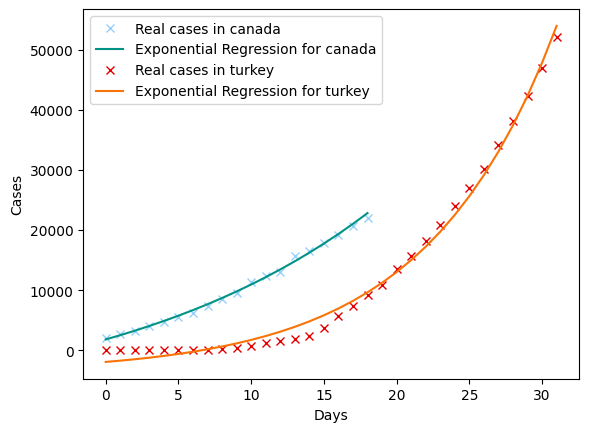 Real cases in canada
Exponential Regression for canada
Real cases in turkey
Exponential Regression for turkey
50000
40000
30000
20000
10000
0
Cases
0 5 10 15 20 25 30
Days